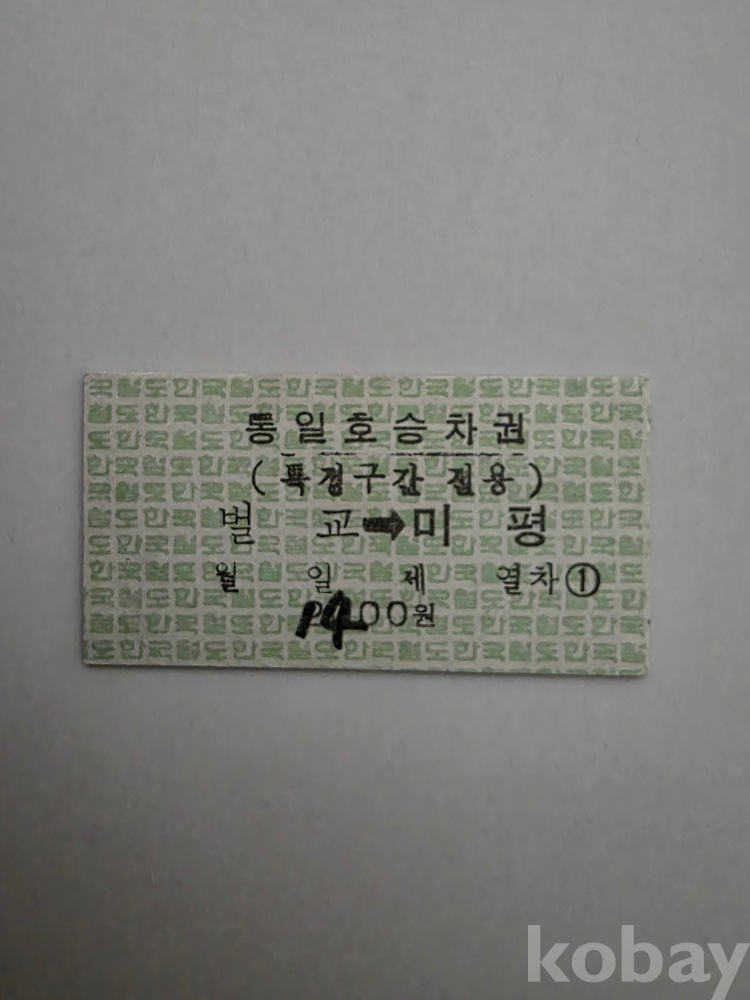 통일호승차권
(특정구간 전용)
벌 교➡미 평
월 일 제 열차①
1400원
kobay